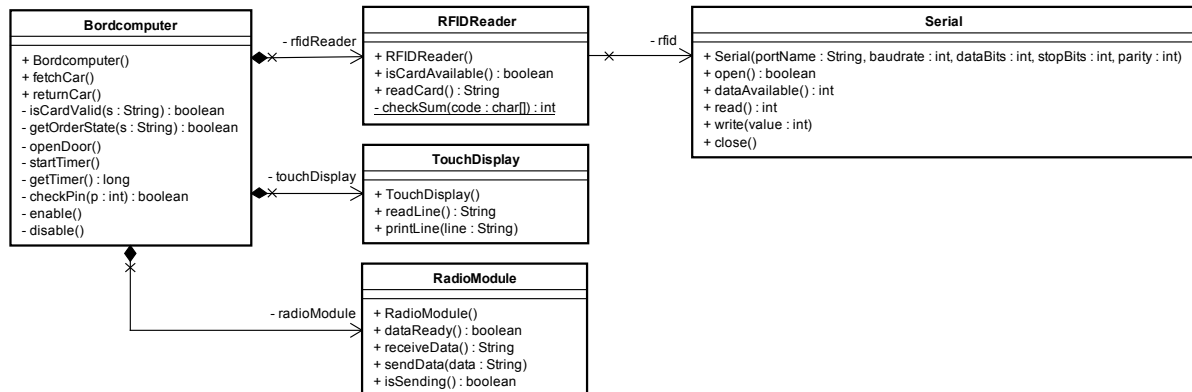 Bordcomputer
+ Bordcomputer()
+ fetchCar()
+ returnCar()
- isCardValid(s : String) : boolean
- getOrderState(s : String) : boolean
- openDoor()
- startTimer()
- getTimer() : long
- checkPin(p : int) : boolean
- enable()
- disable()
- rfidReader
RFIDReader
+ RFIDReader()
+ isCardAvailable() : boolean
+ readCard() : String
- checkSum(code : char[]) : int
- rfid
Serial
+ Serial(portName : String, baudrate : int, dataBits : int, stopBits : int, parity : int)
+ open() : boolean
+ dataAvailable() : int
+ read() : int
+ write(value : int)
+ close()
- touchDisplay
TouchDisplay
+ TouchDisplay()
+ readLine() : String
+ printLine(line : String)
- radioModule
RadioModule
+ RadioModule()
+ dataReady() : boolean
+ receiveData() : String
+ sendData(data : String)
+ isSending() : boolean